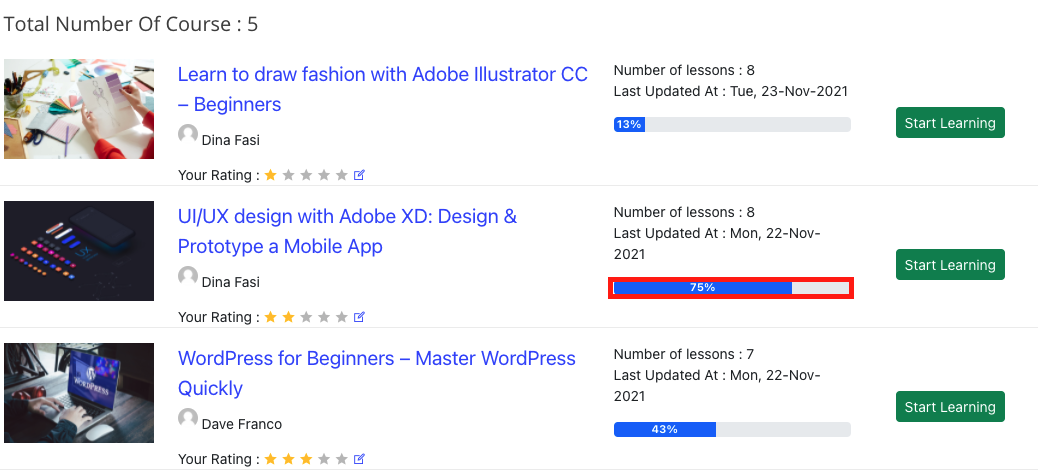 Total Number Of Course : 5
Learn to draw fashion with Adobe Illustrator CC
– Beginners
Dina Fasi
Your Rating :
Number of lessons : 8
Last Updated At : Tue, 23-Nov-2021
13%
Start Learning
UI/UX design with Adobe XD: Design &
Prototype a Mobile App
Dina Fasi
Your Rating :
Number of lessons : 8
Last Updated At : Mon, 22-Nov-
2021
75%
Start Learning
UX
WordPress for Beginners – Master WordPress
Quickly
Dave Franco
Your Rating :
Number of lessons : 7
Last Updated At : Mon, 22-Nov-
2021
43%
Start Learning
WORDPRESS